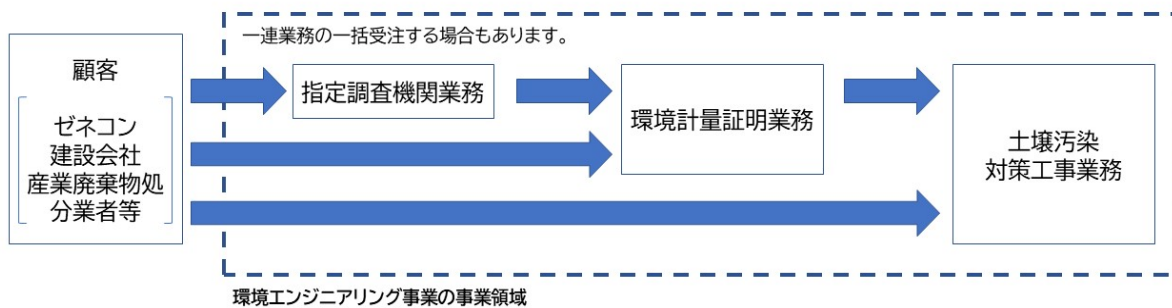 一連業務の一括受注する場合もあります。
顧客
ゼネコン
建設会社
産業廃棄物処
分業者等
指定調査機関業務
環境計量証明業務
土壌汚染
対策工事業務
環境エンジニアリング事業の事業領域